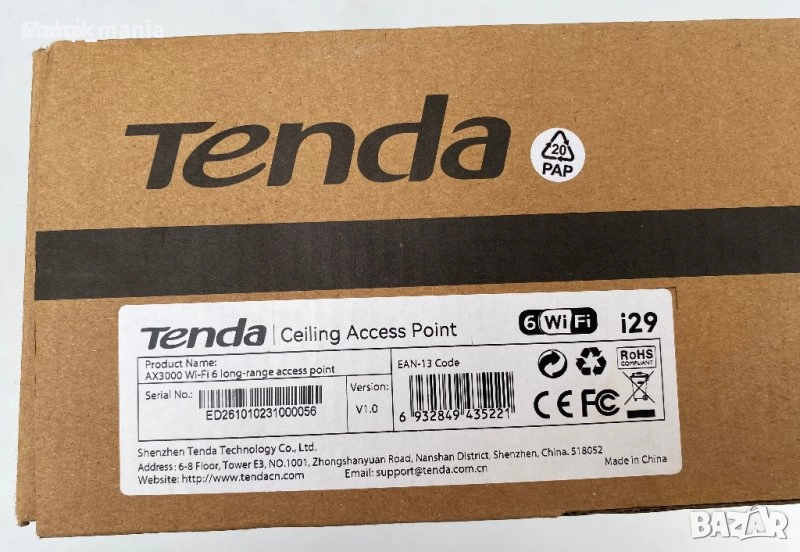 Tenda
20
PAP
Tenda | Ceiling Access Point
6 WiFi i29
Product Name:
AX3000 Wi-Fi 6 long-range access point
Serial No.:
ED261010231000056
Version:
V1.0
EAN-13 Code
6 932849 435221
RoHS
COMPLIANT
CE FC
Shenzhen Tenda Technology Co., Ltd.
Address: 6-8 Floor, Tower E3, NO.1001, Zhongshanyuan Road, Nanshan District, Shenzhen, China. 518052
Website: http://www.tendacn.com Email: support@tenda.com.cn
Made in China
BAZAR